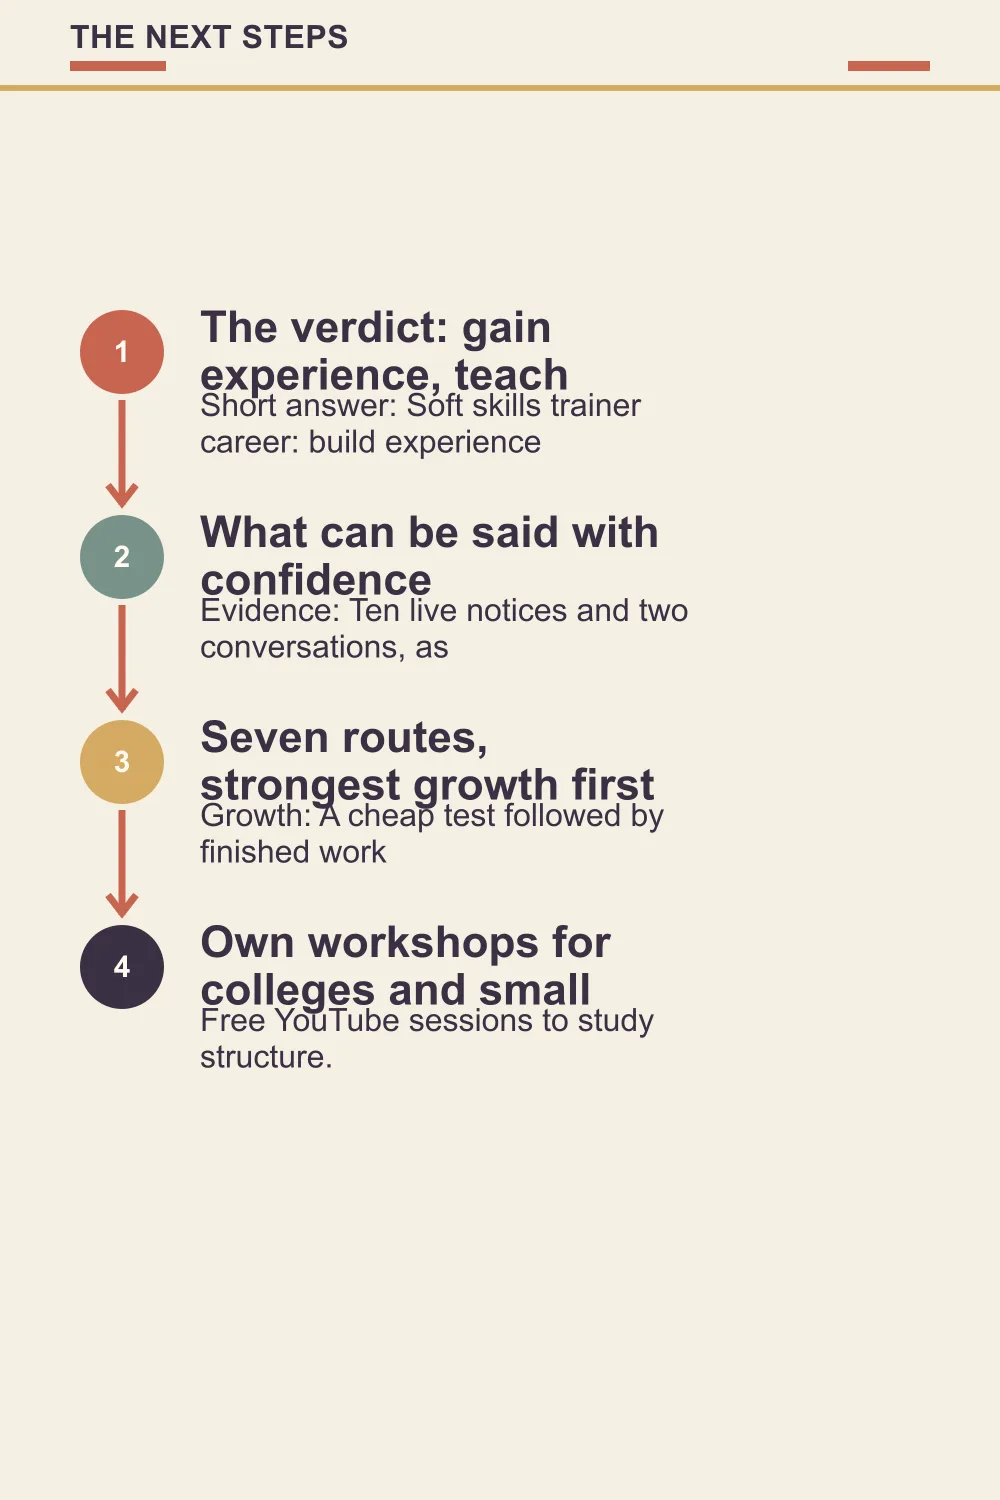 THE NEXT STEPS
1
The verdict: gain
experience, teach
Short answer: Soft skills trainer
career: build experience
2
What can be said with
confidence
Evidence: Ten live notices and two
conversations, as
3
Seven routes,
strongest growth first
Growth: A cheap test followed by
finished work
4
Own workshops for
colleges and small
Free YouTube sessions to study
structure.